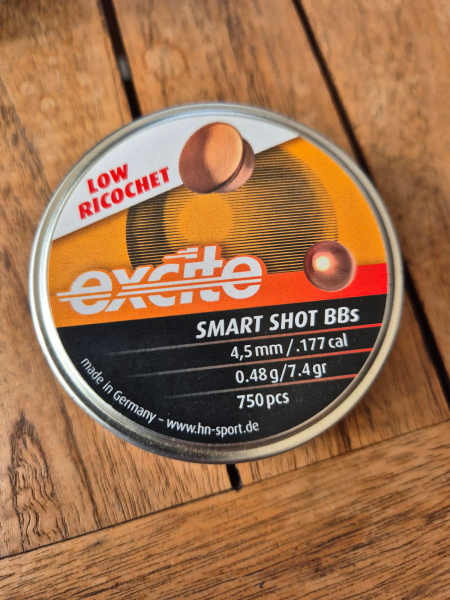 LOW
RICOCHET
excite
SMART SHOT BBs
4,5 mm / .177 cal
0.48 g/7.4 gr
750 pcs
made in Germany – www.hn-sport.de